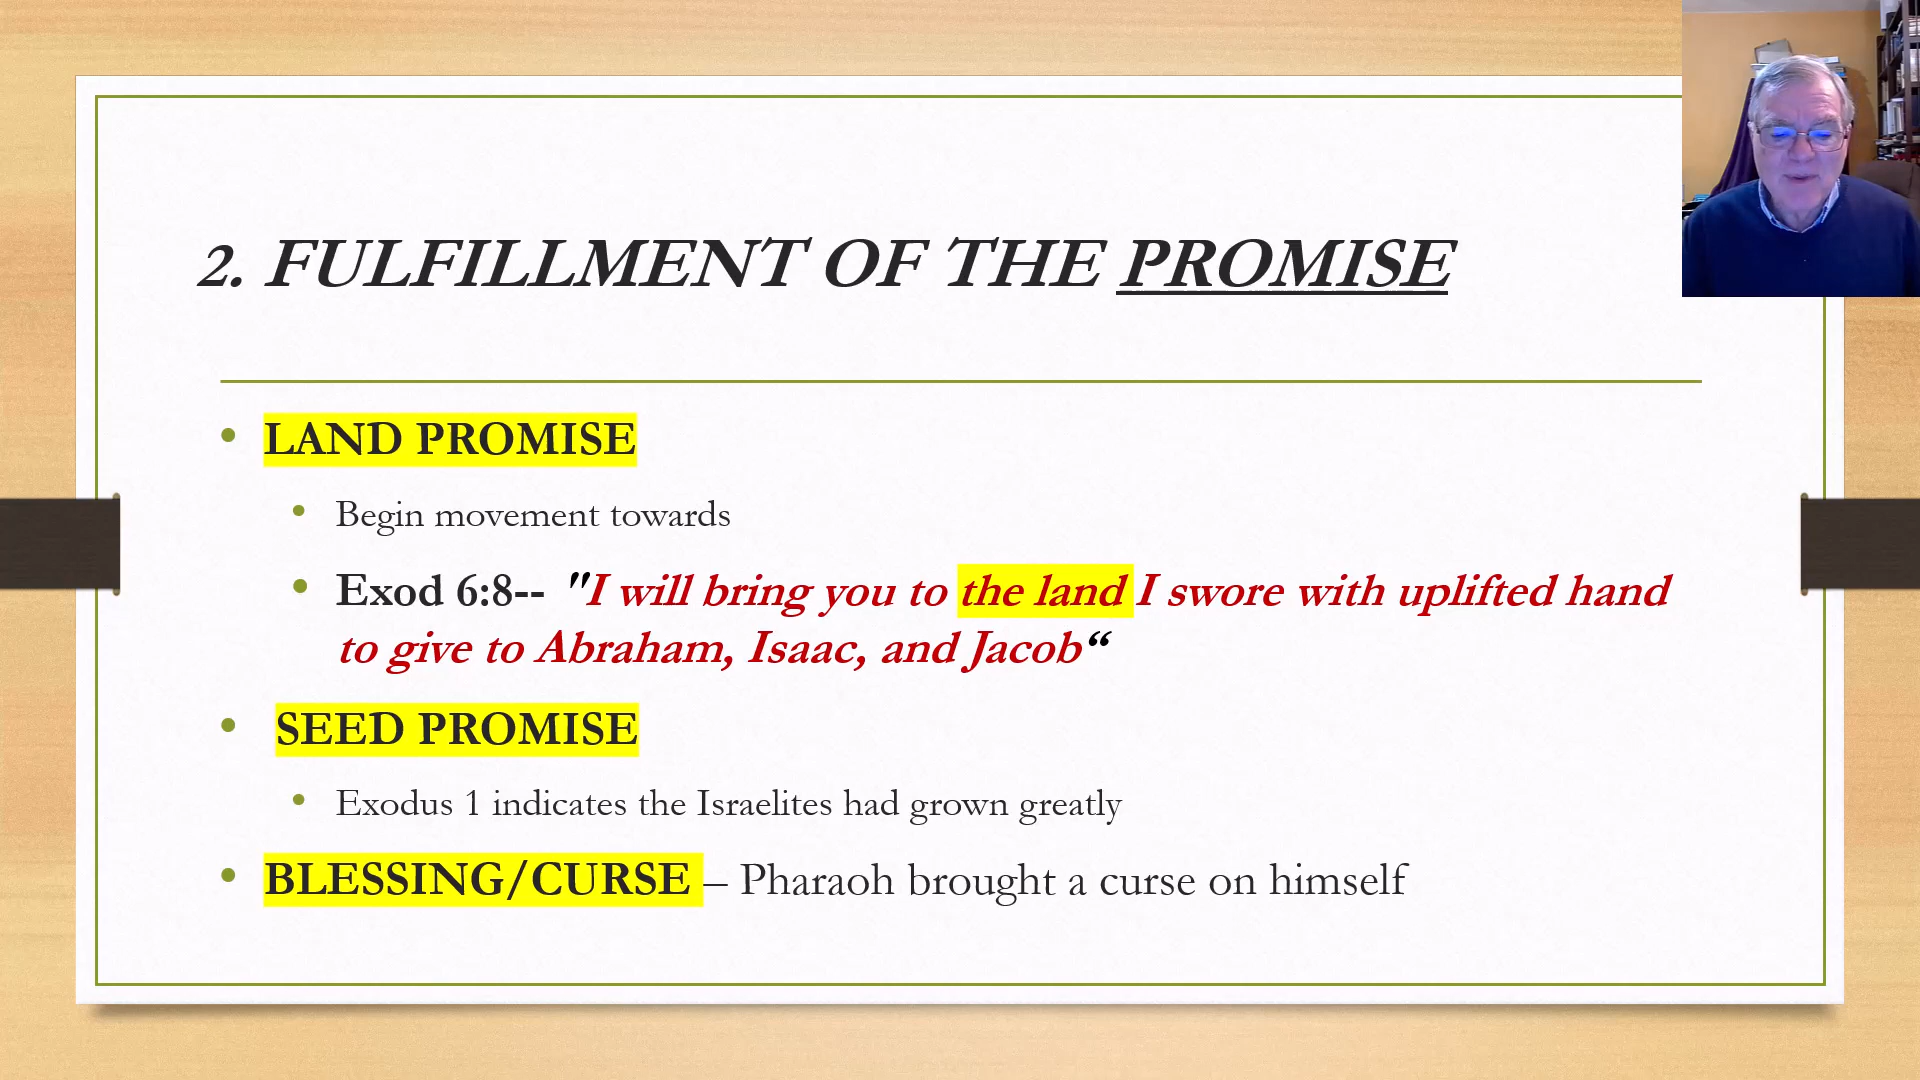 2. FULFILLMENT OF THE PROMISE
• LAND PROMISE
• Begin movement towards
• Exod 6:8-- "I will bring you to the land I swore with uplifted hand
to give to Abraham, Isaac, and Jacob“
• SEED PROMISE
• Exodus 1 indicates the Israelites had grown greatly
• BLESSING/CURSE – Pharaoh brought a curse on himself